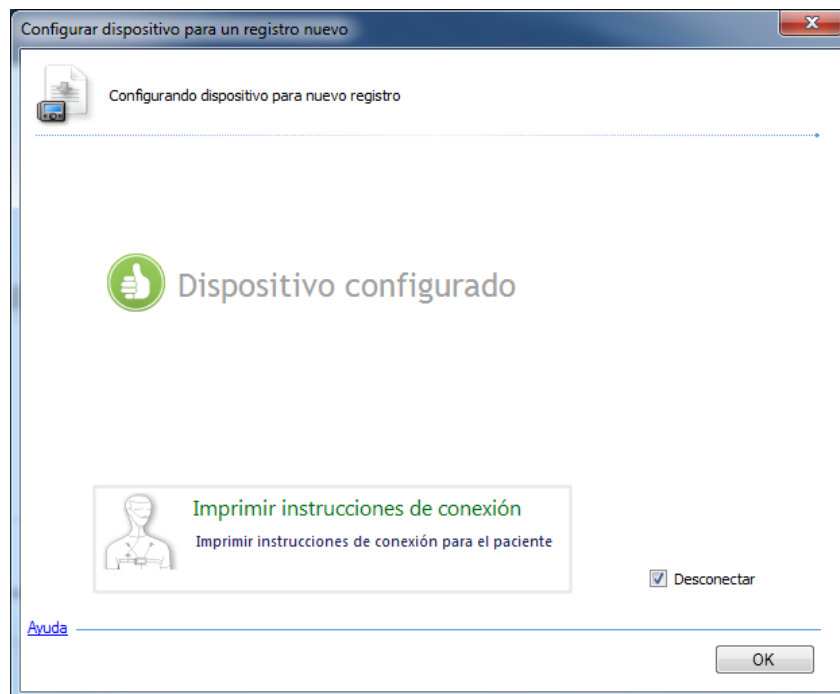 Configurar dispositivo para un registro nuevo
Configurando dispositivo para nuevo registro
Dispositivo configurado
Imprimir instrucciones de conexión
Imprimir instrucciones de conexión para el paciente
Desconectar
Ayuda
OK